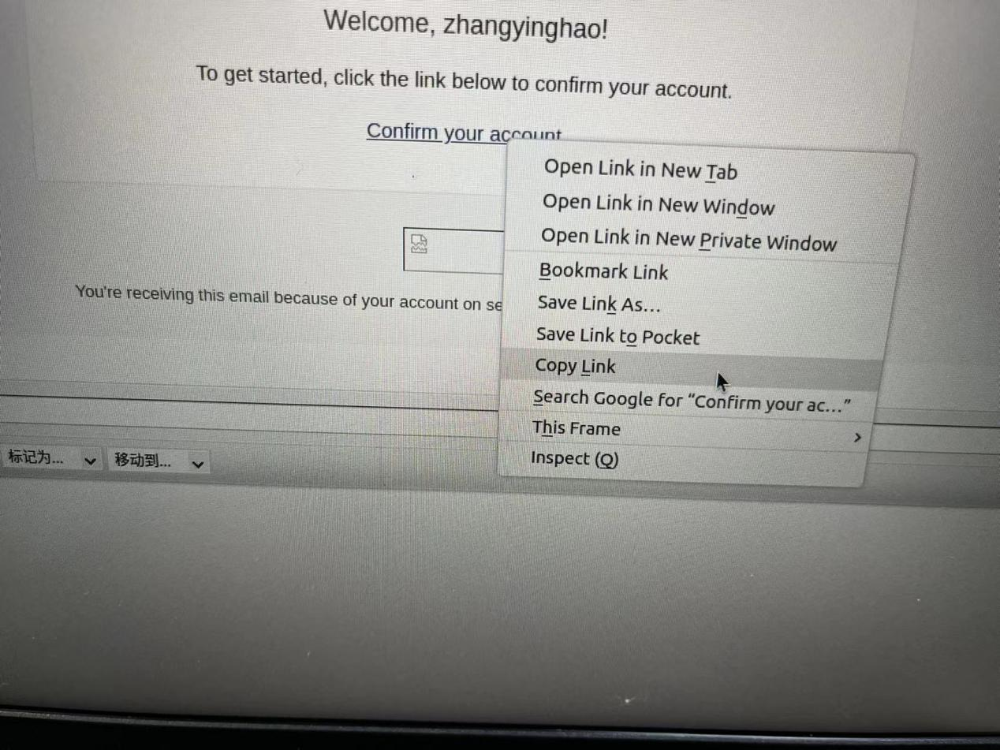 Welcome, zhangyinghao!
To get started, click the link below to confirm your account.
Confirm your account
Open Link in New Tab
Open Link in New Window
Open Link in New Private Window
Bookmark Link
Save Link As...
You're receiving this email because of your account on
Save Link to Pocket
Copy Link
Search Google for “Confirm your ac...”
This Frame
标记为...
移动到...
Inspect (Q)